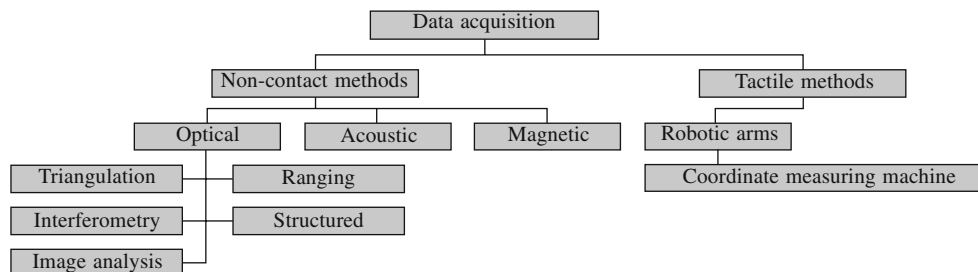 Data acquisition
Non-contact methods
Tactile methods
Optical
Acoustic
Magnetic
Robotic arms
Triangulation
Ranging
Coordinate measuring machine
Interferometry
Structured
Image analysis